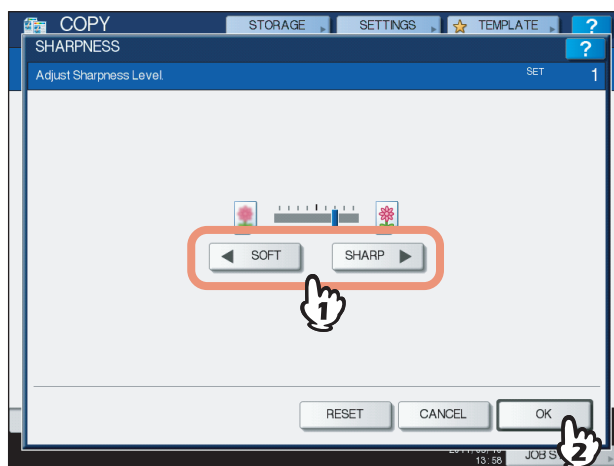 COPY STORAGE SETTINGS TEMPLATE ?
SHARPNESS ?
Adjust Sharpness Level. SET 1
SOFT SHARP
1
RESET CANCEL OK
2
13:58 JOB S